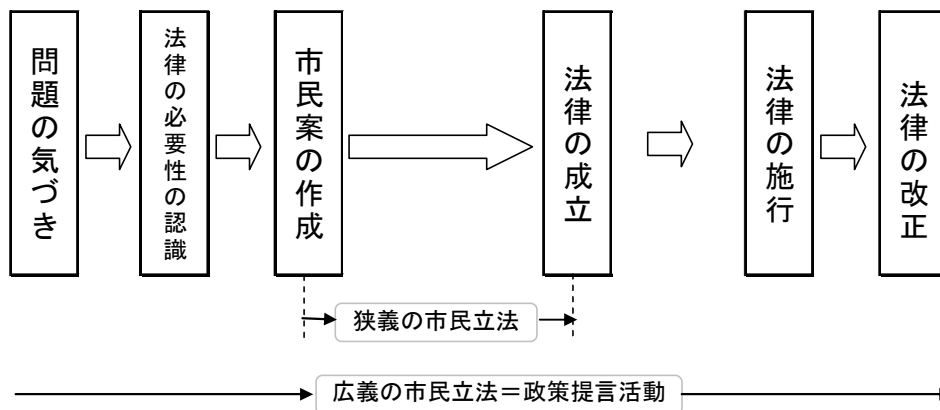 問題の気づき
法律の必要性の認識
市民案の作成
法律の成立
法律の施行
法律の改正
狭義の市民立法
広義の市民立法＝政策提言活動